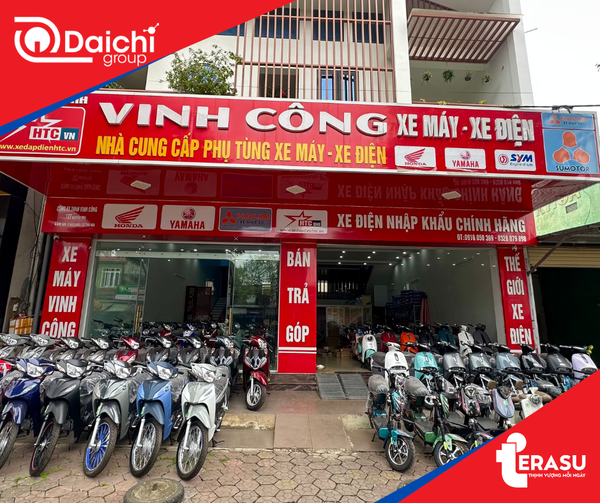 Daichi
group
VINH CÔNG XE MÁY - XE ĐIỆN
NHÀ CUNG CẤP PHỤ TÙNG XE MÁY - XE ĐIỆN
HTC VN
www.xedapdienhtc.vn
HONDA
YAMAHA
SYM
SUMOTOR
HONDA
YAMAHA
HTC
XE ĐIỆN NHẬP KHẨU CHÍNH HÃNG
XE
MÁY
VINH
CÔNG
BÁN
TRẢ
GÓP
THẾ
GIỚI
XE
ĐIỆN
tERASU
THỊNH VƯỢNG MỖI NGÀY